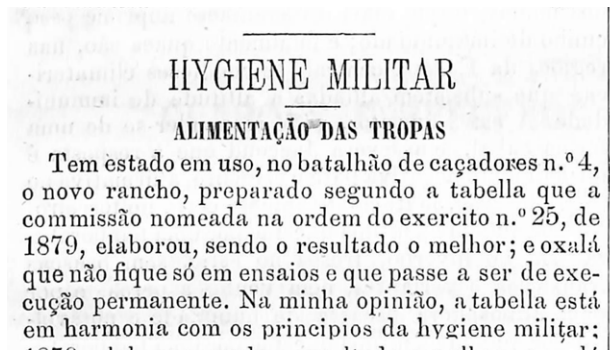 HYGIENE MILITAR
ALIMENTAÇÃO DAS TROPAS
Tem estado em uso, no batalhão de caçadores n.º 4,
o novo rancho, preparado segundo a tabella que a
commissão nomeada na ordem do exercito n.º 25, de
1879, elaborou, sendo o resultado o melhor; e oxalá
que não fique só em ensaios e que passe a ser de exe-
cução permanente. Na minha opinião, a tabella está
em harmonia com os principios da hygiene militar;